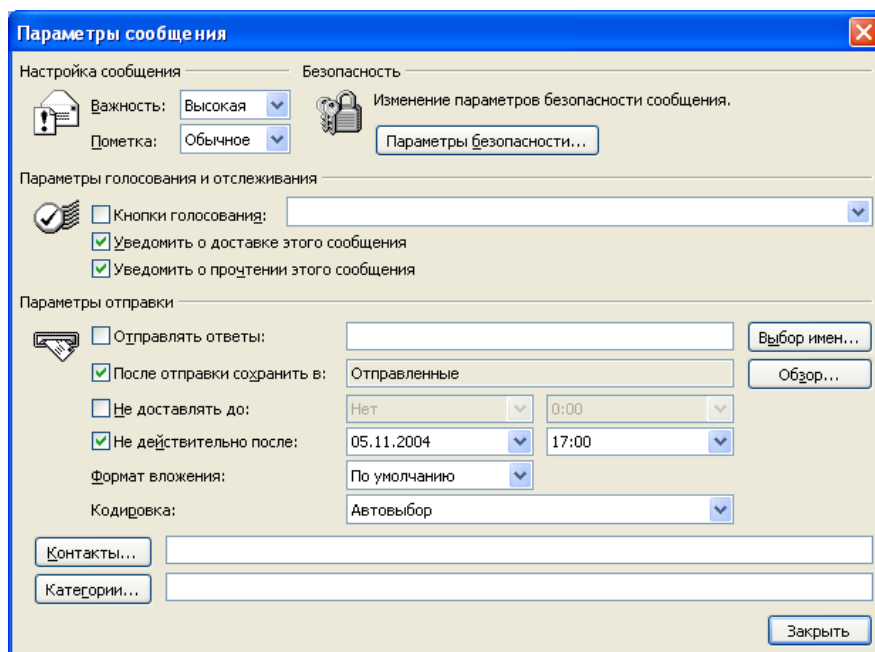 Параметры сообщения
Настройка сообщения
Безопасность
Важность: Высокая
Изменение параметров безопасности сообщения.
Пометка: Обычное
Параметры безопасности...
Параметры голосования и отслеживания
Кнопки голосования:
Уведомить о доставке этого сообщения
Уведомить о прочтении этого сообщения
Параметры отправки
Отправлять ответы:
Выбор имен...
После отправки сохранить в: Отправленные
Обзор...
Не доставлять до: Нет 0:00
Не действительно после: 05.11.2004 17:00
Формат вложения: По умолчанию
Кодировка: Автовыбор
Контакты...
Категории...
Закрыть